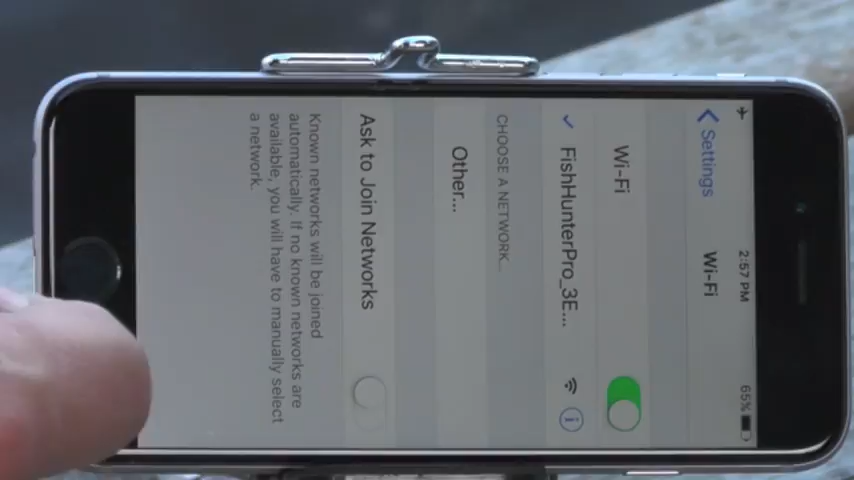 2:57 PM
65%
Settings
Wi-Fi
Wi-Fi
FishHunterPro_3E...
CHOOSE A NETWORK...
Other...
Ask to Join Networks
Known networks will be joined
automatically. If no known networks are
available, you will have to manually select
a network.